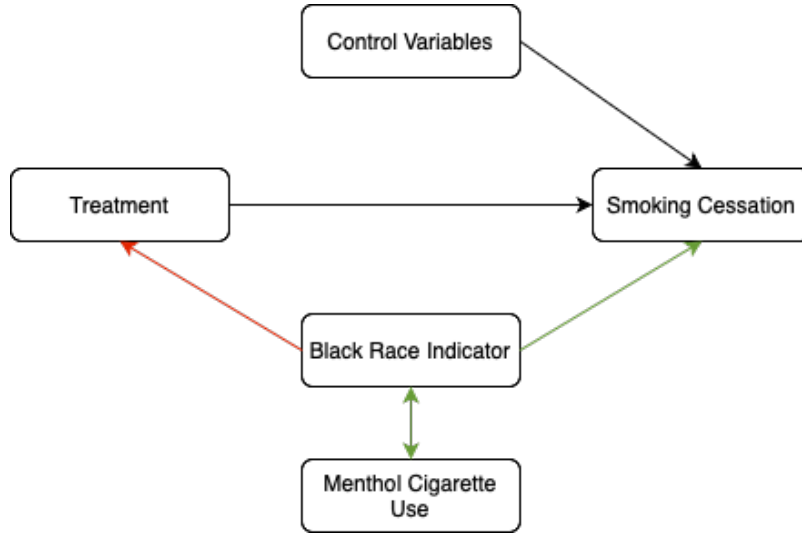 Control Variables
Treatment
Smoking Cessation
Black Race Indicator
Menthol Cigarette
Use